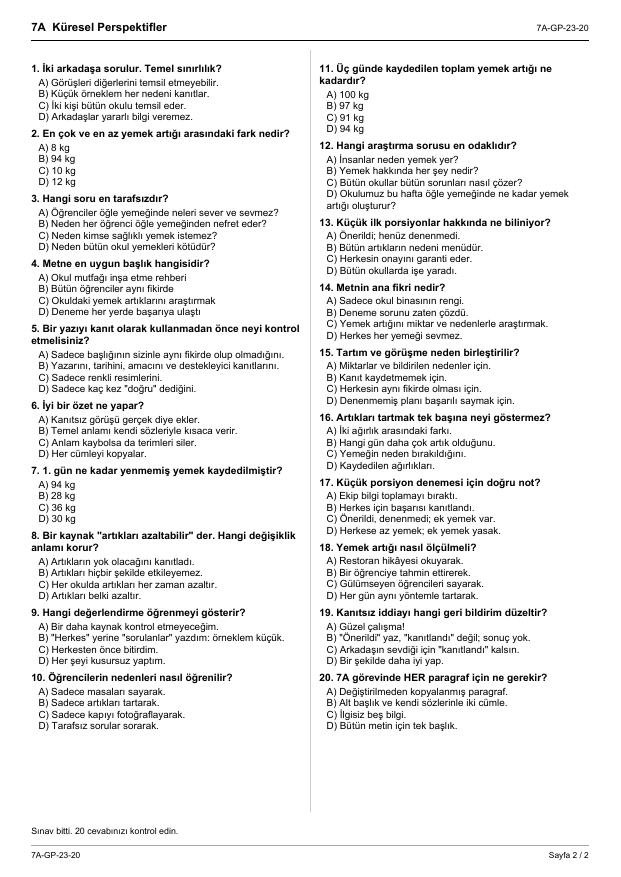 7A Küresel Perspektifler
7A-GP-23-20
1. İki arkadaşa sorulur. Temel sınırlılık?
A) Görüşleri diğerlerini temsil etmeyebilir.
B) Küçük örneklem her nedeni kanıtlar.
C) İki kişi bütün okulu temsil eder.
D) Arkadaşlar yararlı bilgi veremez.
2. En çok ve en az yemek artığı arasındaki fark nedir?
A) 8 kg
B) 94 kg
C) 10 kg
D) 12 kg
3. Hangi soru en tarafsızdır?
A) Öğrenciler öğle yemeğinde neleri sever ve sevmez?
B) Neden her öğrenci öğle yemeğinden nefret eder?
C) Neden kimse sağlıklı yemek istemez?
D) Neden bütün okul yemekleri kötüdür?
4. Metne en uygun başlık hangisidir?
A) Okul mutfağı inşa etme rehberi
B) Bütün öğrenciler aynı fikirde
C) Okuldaki yemek artıklarını araştırmak
D) Deneme her yerde başarıya ulaştı
5. Bir yazıyı kanıt olarak kullanmadan önce neyi kontrol
etmelisiniz?
A) Sadece başlığının sizinle aynı fikirde olup olmadığını.
B) Yazarını, tarihini, amacını ve destekleyici kanıtlarını.
C) Sadece renkli resimlerini.
D) Sadece kaç kez "doğru" dediğini.
6. İyi bir özet ne yapar?
A) Kanıtsız görüşü gerçek diye ekler.
B) Temel anlamı kendi sözleriyle kısaca verir.
C) Anlam kaybolsa da terimleri siler.
D) Her cümleyi kopyalar.
7. 1. gün ne kadar yenmemiş yemek kaydedilmiştir?
A) 94 kg
B) 28 kg
C) 36 kg
D) 30 kg
8. Bir kaynak "artıkları azaltabilir" der. Hangi değişiklik
anlamı korur?
A) Artıkların yok olacağını kanıtladı.
B) Artıkları hiçbir şekilde etkileyemez.
C) Her okulda artıkları her zaman azaltır.
D) Artıkları belki azaltır.
9. Hangi değerlendirme öğrenmeyi gösterir?
A) Bir daha kaynak kontrol etmeyeceğim.
B) "Herkes" yerine "sorulanlar" yazdım: örneklem küçük.
C) Herkesten önce bitirdim.
D) Her şeyi kusursuz yaptım.
10. Öğrencilerin nedenleri nasıl öğrenilir?
A) Sadece masaları sayarak.
B) Sadece artıkları tartarak.
C) Sadece kapıyı fotoğraflayarak.
D) Tarafsız sorular sorarak.
11. Üç günde kaydedilen toplam yemek artığı ne
kadardır?
A) 100 kg
B) 97 kg
C) 91 kg
D) 94 kg
12. Hangi araştırma sorusu en odaklıdır?
A) İnsanlar neden yemek yer?
B) Yemek hakkında her şey nedir?
C) Bütün okullar bütün sorunları nasıl çözer?
D) Okulumuz bu hafta öğle yemeğinde ne kadar yemek
artığı oluşturur?
13. Küçük ilk porsiyonlar hakkında ne biliniyor?
A) Önerildi; henüz denenmedi.
B) Bütün artıkların nedeni menüdür.
C) Herkesin onayını garanti eder.
D) Bütün okullarda işe yaradı.
14. Metnin ana fikri nedir?
A) Sadece okul binasının rengi.
B) Deneme sorunu zaten çözdü.
C) Yemek artığını miktar ve nedenlerle araştırmak.
D) Herkes her yemeği sevmez.
15. Tartım ve görüşme neden birleştirilir?
A) Miktarlar ve bildirilen nedenler için.
B) Kanıt kaydetmemek için.
C) Herkesin aynı fikirde olması için.
D) Denenmemiş planı başarılı saymak için.
16. Artıkları tartmak tek başına neyi göstermez?
A) İki ağırlık arasındaki farkı.
B) Hangi gün daha çok artık olduğunu.
C) Yemeğin neden bırakıldığını.
D) Kaydedilen ağırlıkları.
17. Küçük porsiyon denemesi için doğru not?
A) Ekip bilgi toplamayı bıraktı.
B) Herkes için başarısı kanıtlandı.
C) Önerildi, denenmedi; ek yemek var.
D) Herkese az yemek; ek yemek yasak.
18. Yemek artığı nasıl ölçülmeli?
A) Restoran hikâyesi okuyarak.
B) Bir öğrenciye tahmin ettirerek.
C) Gülümseyen öğrencileri sayarak.
D) Her gün aynı yöntemle tartarak.
19. Kanıtsız iddiayı hangi geri bildirim düzeltir?
A) Güzel çalışma!
B) "Önerildi" yaz, "kanıtlandı" değil; sonuç yok.
C) Arkadaşın sevdiği için "kanıtlandı" kalsın.
D) Bir şekilde daha iyi yap.
20. 7A görevinde HER paragraf için ne gerekir?
A) Değiştirilmeden kopyalanmış paragraf.
B) Alt başlık ve kendi sözlerinle iki cümle.
C) İlgisiz beş bilgi.
D) Bütün metin için tek başlık.
Sınav bitti. 20 cevabınızı kontrol edin.
7A-GP-23-20
Sayfa 2 / 2